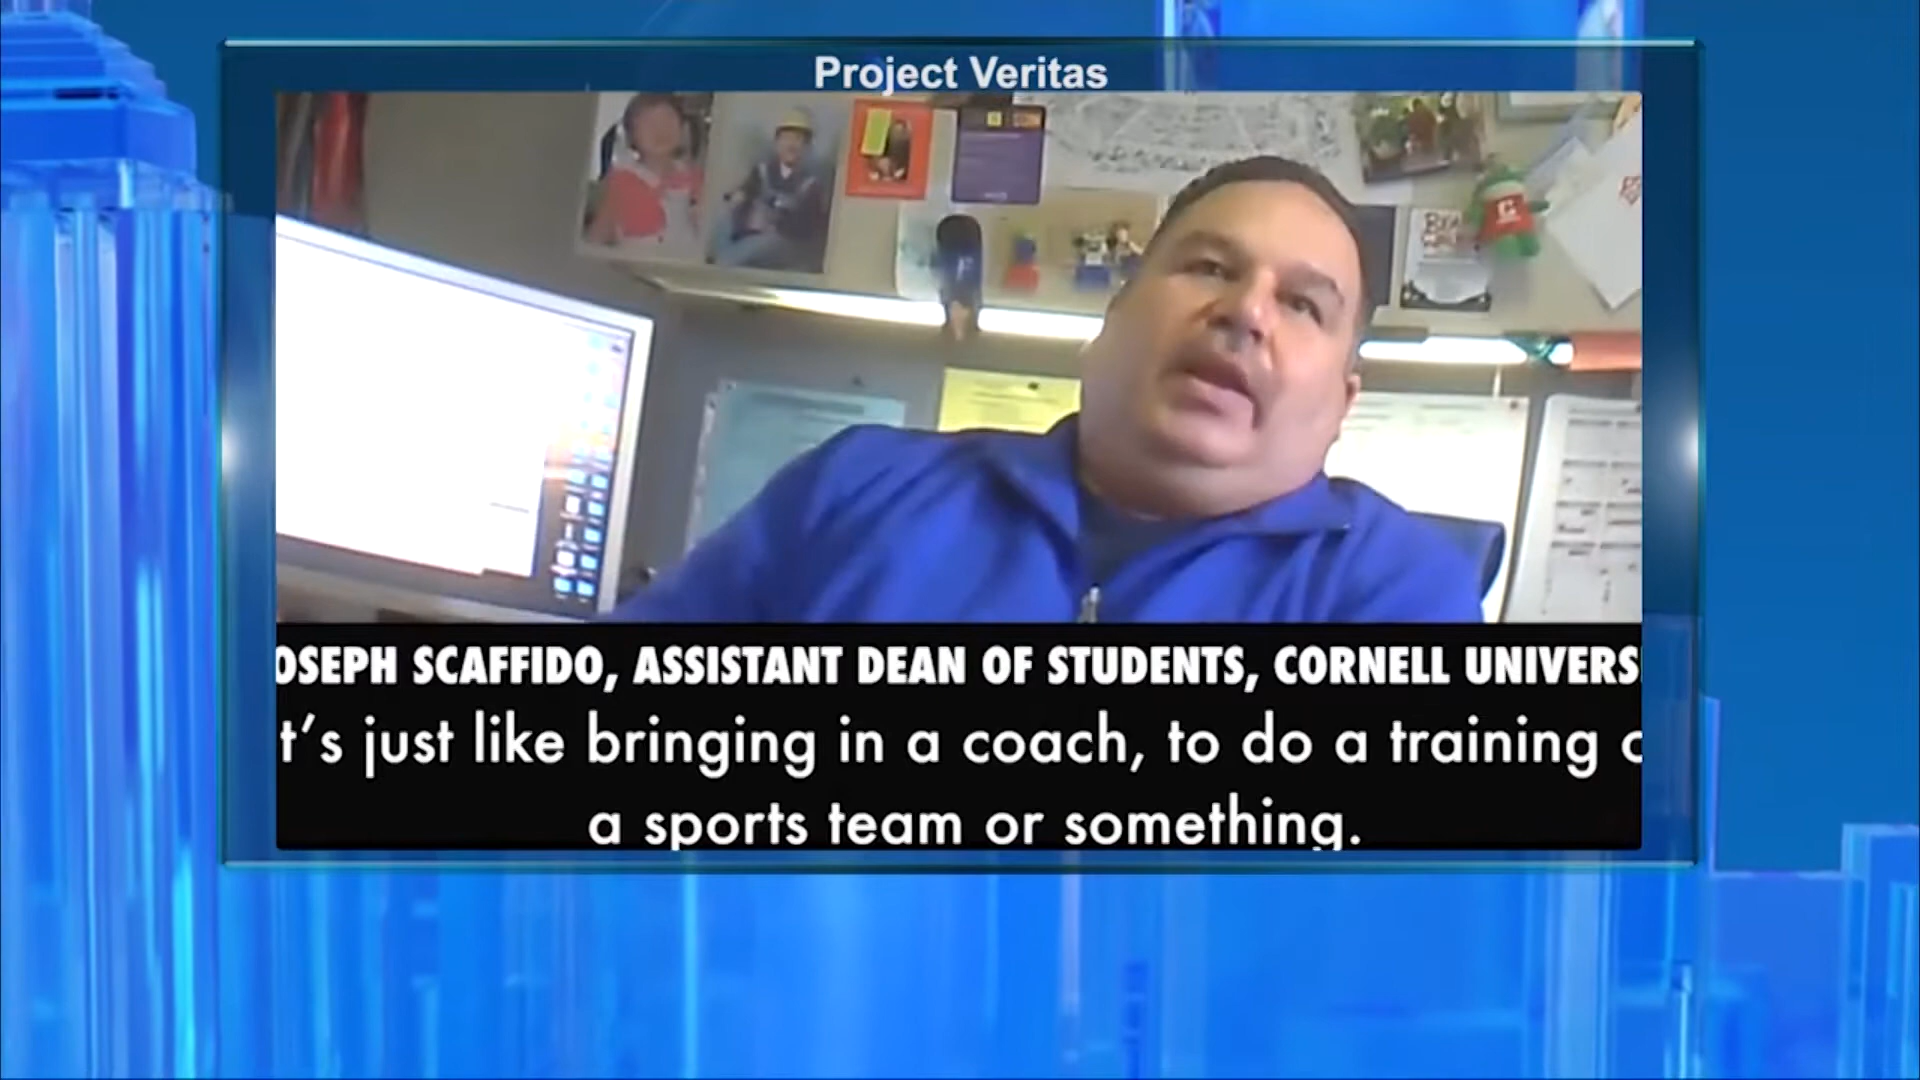 Project Veritas
OSEPH SCAFFIDO, ASSISTANT DEAN OF STUDENTS, CORNELL UNIVERS
t's just like bringing in a coach, to do a training
a sports team or something.